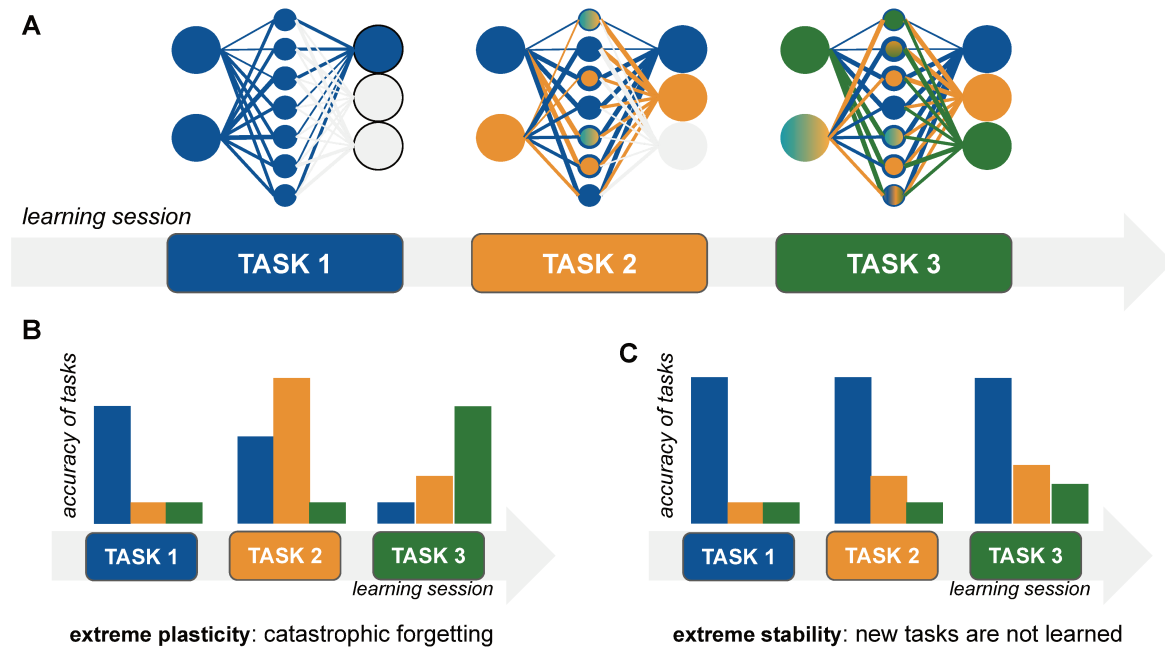 A
learning session
TASK 1
TASK 2
TASK 3
B
accuracy of tasks
TASK 1
TASK 2
TASK 3
learning session
extreme plasticity: catastrophic forgetting
C
accuracy of tasks
TASK 1
TASK 2
TASK 3
learning session
extreme stability: new tasks are not learned